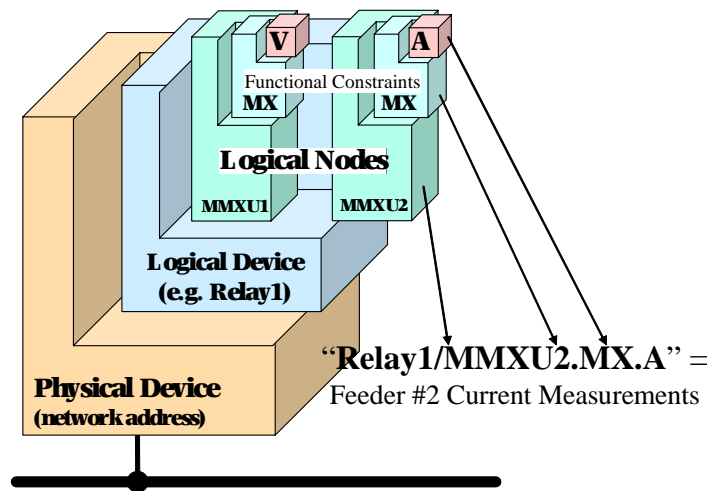 V
A
Functional Constraints
MX
MX
Logical Nodes
MMXU1
MMXU2
Logical Device
(e.g. Relay1)
“Relay1/MMXU2.MX.A” =
Feeder #2 Current Measurements
Physical Device
(network address)